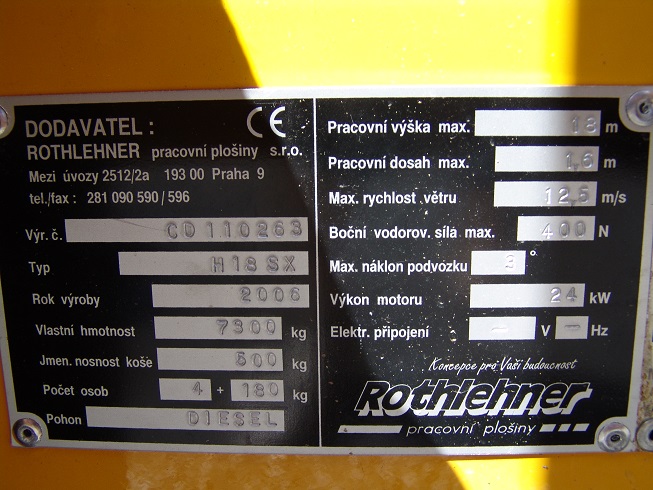 DODAVATEL : CE
ROTHLEHNER pracovní plošiny s.r.o.
Mezi úvozy 2512/2a 193 00 Praha 9
tel./fax : 281 090 590 / 596
Výr. č. CD110263
Typ H18SX
Rok výroby 2006
Vlastní hmotnost 7300 kg
Jmen. nosnost koše 500 kg
Počet osob 4 + 180 kg
Pohon DIESEL
Pracovní výška max. 18 m
Pracovní dosah max. 1,6 m
Max. rychlost větru 12,5 m/s
Boční vodorov. síla max. 400 N
Max. náklon podvozku 3 °
Výkon motoru 24 kW
Elektr. připojení – V – Hz
Koncepce pro Vaši budoucnost
Rothlehner
pracovní plošiny